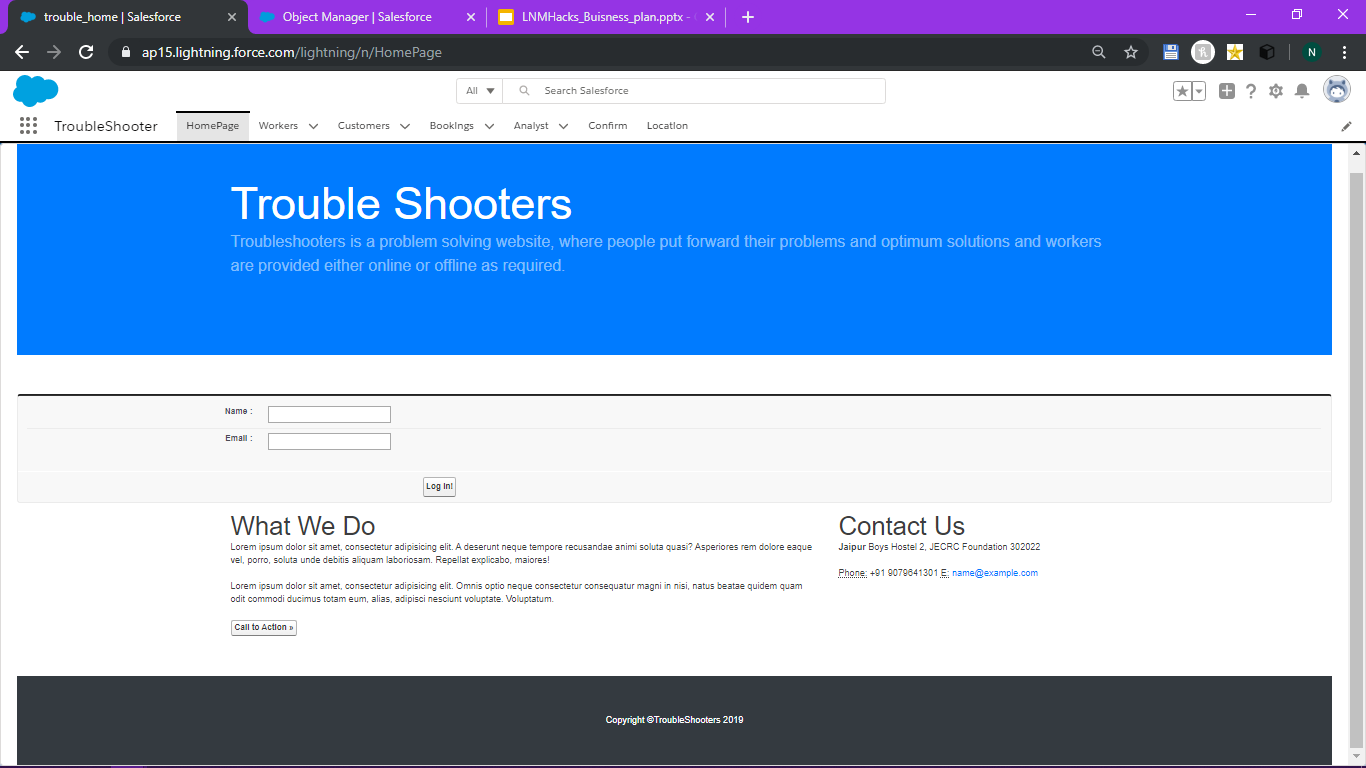 trouble_home | Salesforce
Object Manager | Salesforce
LNMHacks_Buisness_plan.pptx -
ap15.lightning.force.com/lightning/n/HomePage
N
All
Search Salesforce
TroubleShooter
HomePage
Workers
Customers
Bookings
Analyst
Confirm
Location
Trouble Shooters
Troubleshooters is a problem solving website, where people put forward their problems and optimum solutions and workers
are provided either online or offline as required.
Name :
Email :
Log In!
What We Do
Lorem ipsum dolor sit amet, consectetur adipisicing elit. A deserunt neque tempore recusandae animi soluta quasi? Asperiores rem dolore eaque
vel, porro, soluta unde debitis aliquam laboriosam. Repellat explicabo, maiores!
Lorem ipsum dolor sit amet, consectetur adipisicing elit. Omnis optio neque consectetur consequatur magni in nisi, natus beatae quidem quam
odit commodi ducimus totam eum, alias, adipisci nesciunt voluptate. Voluptatum.
Call to Action »
Contact Us
Jaipur Boys Hostel 2, JECRC Foundation 302022
Phone: +91 9079641301 E: name@example.com
Copyright ©TroubleShooters 2019